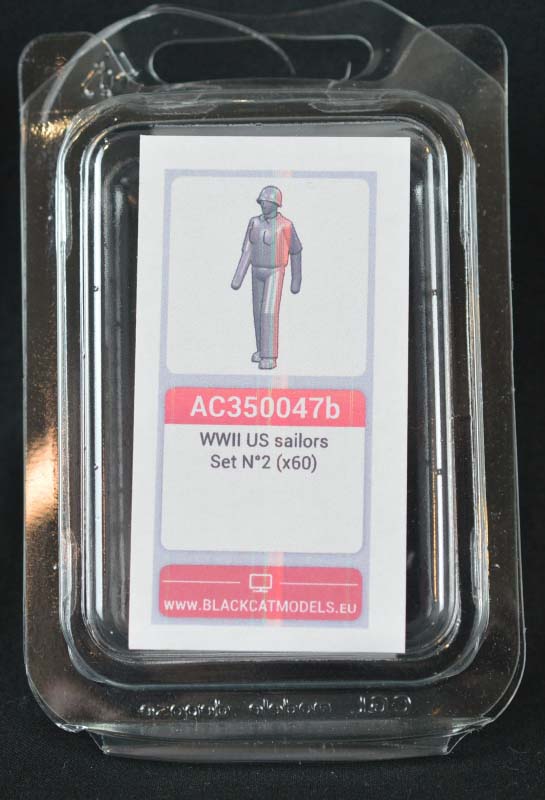 AC350047b
WWII US sailors
Set N°2 (x60)
WWW.BLACKCATMODELS.EU